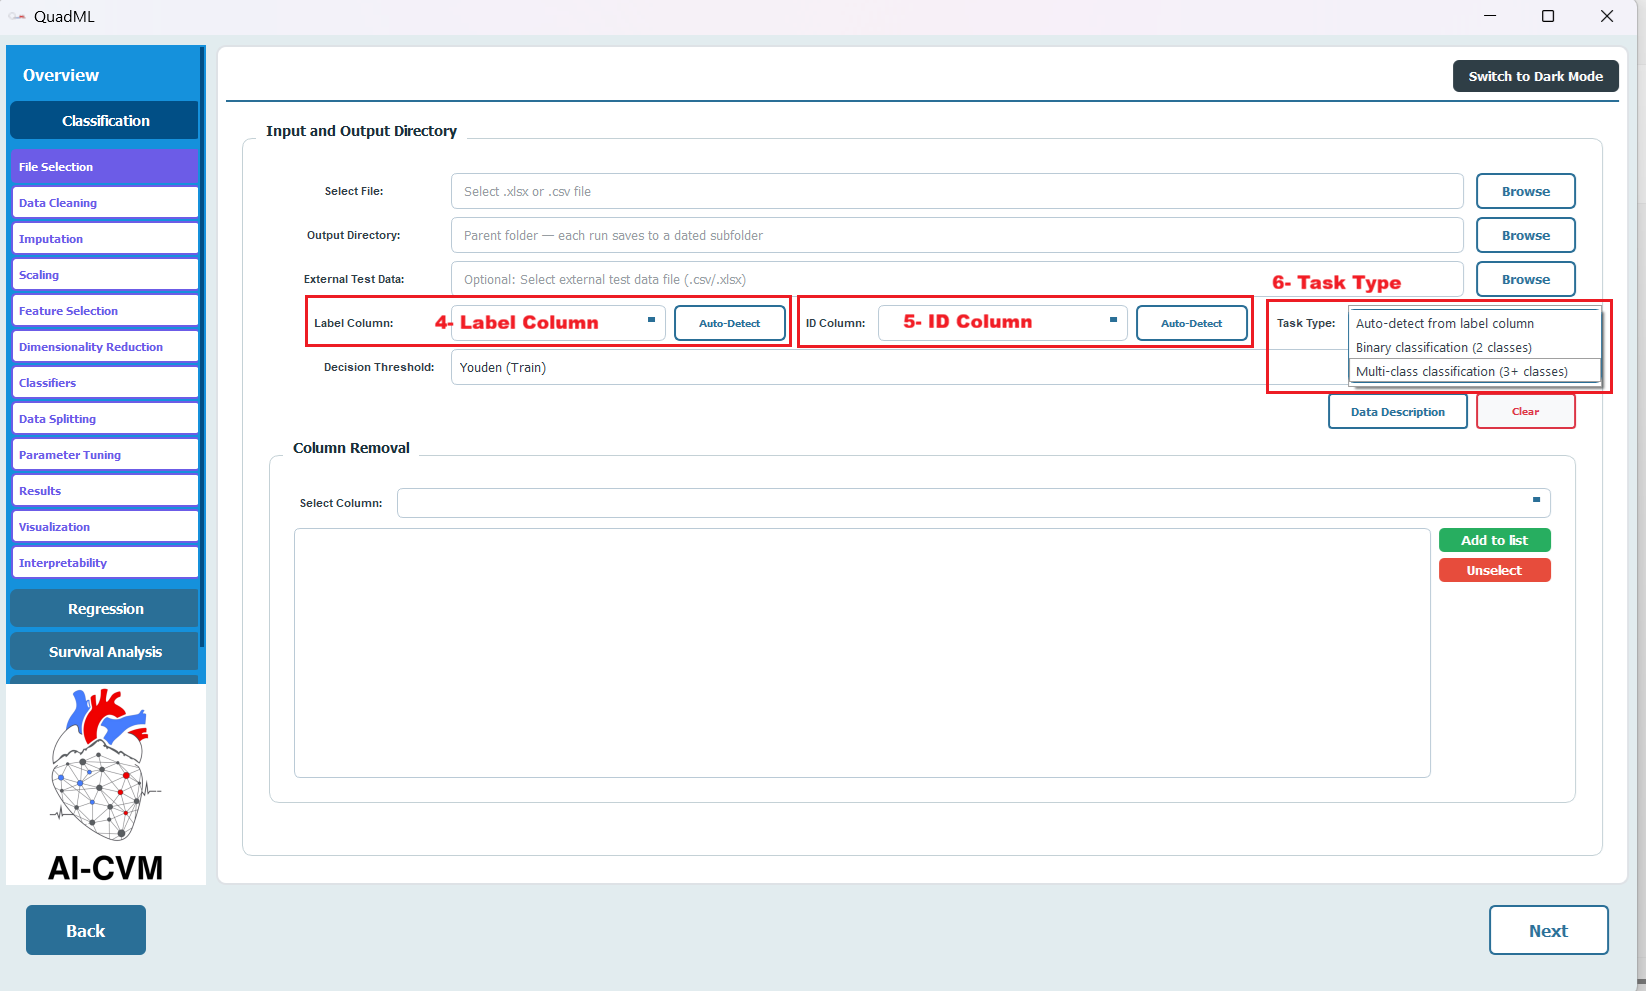 QuadML
Overview
Classification
File Selection
Data Cleaning
Imputation
Scaling
Feature Selection
Dimensionality Reduction
Classifiers
Data Splitting
Parameter Tuning
Results
Visualization
Interpretability
Regression
Survival Analysis
AI-CVM
Back
Switch to Dark Mode
Input and Output Directory
Select File:
Select .xlsx or .csv file
Browse
Output Directory:
Parent folder — each run saves to a dated subfolder
Browse
External Test Data:
Optional: Select external test data file (.csv/.xlsx)
Browse
6- Task Type
Label Column:
4- Label Column
Auto-Detect
ID Column:
5- ID Column
Auto-Detect
Task Type:
Auto-detect from label column
Binary classification (2 classes)
Multi-class classification (3+ classes)
Decision Threshold:
Youden (Train)
Data Description
Clear
Column Removal
Select Column:
Add to list
Unselect
Next